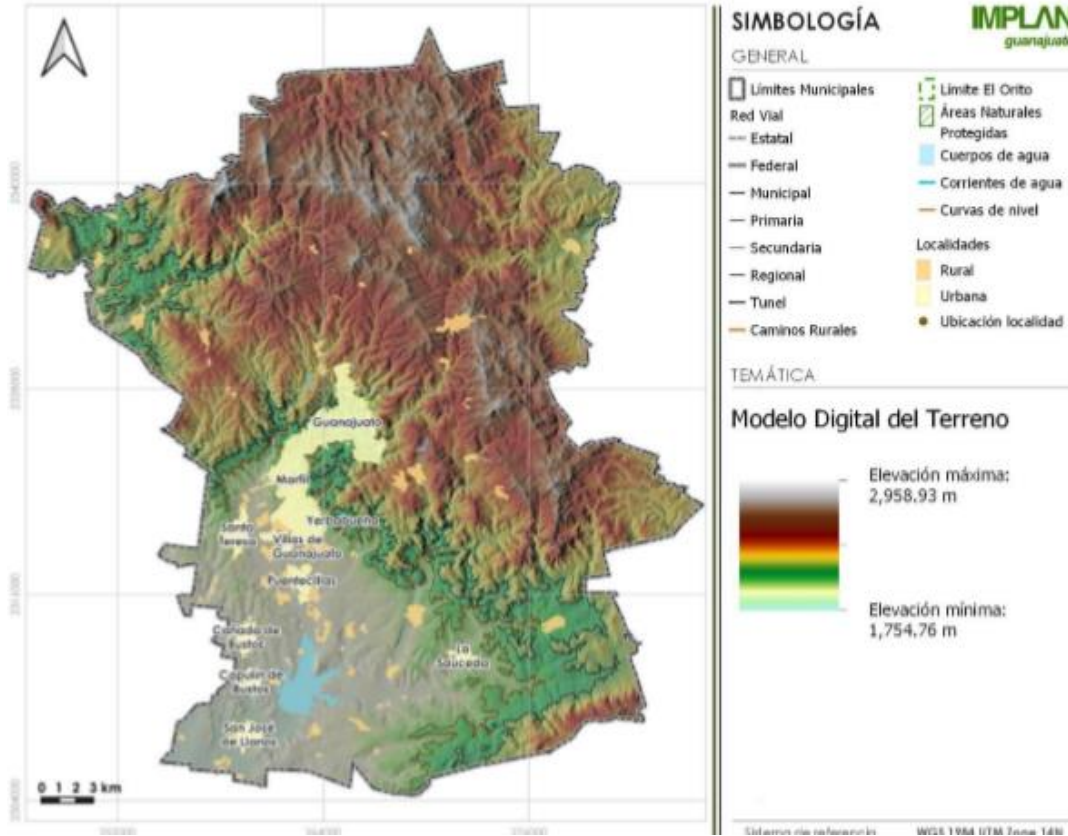 SIMBOLOGÍA
IMPLAN
guanajuato
GENERAL
Límites Municipales
Red Vial
Estatal
Federal
Municipal
Primaria
Secundaria
Regional
Tunel
Caminos Rurales
Límite El Orito
Áreas Naturales
Protegidas
Cuerpos de agua
Corrientes de agua
Curvas de nivel
Localidades
Rural
Urbana
Ubicación localidad
TEMÁTICA
Modelo Digital del Terreno
Elevación máxima:
2,958.93 m
Elevación mínima:
1,754.76 m
Sistema de referencia
WGS 1984 UTM Zone 14N
Guanajuato
Marfil
Yerbabuena
Santa
Teresa
Villas de
Guanajuato
Puentecillas
Cañada de
Bustos
La
Sauceda
Capulín de
Bustos
San José
de Llanos
0 1 2 3 km